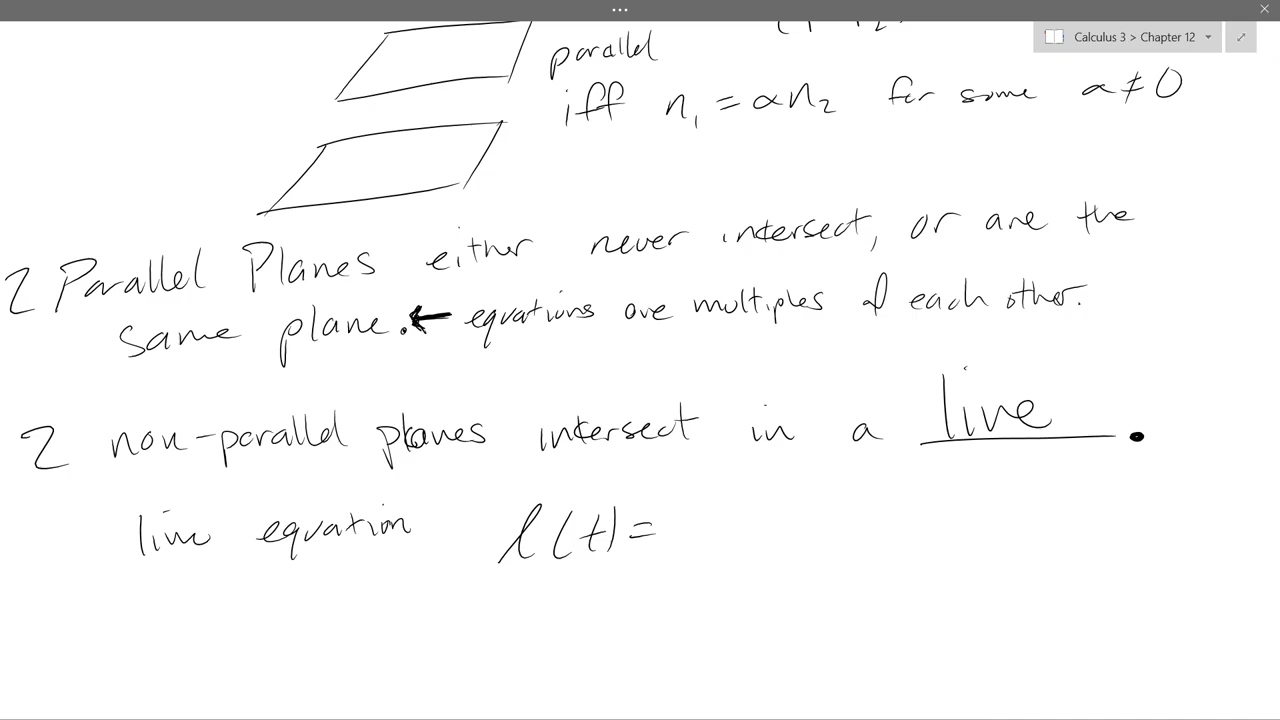 Calculus 3 > Chapter 12
parallel
iff n₁ = αn₂ for some α ≠ 0
2 Parallel Planes either never intersect, or are the
same plane. ← equations are multiples of each other.
2 non-parallel planes intersect in a line.
line equation l(t) =